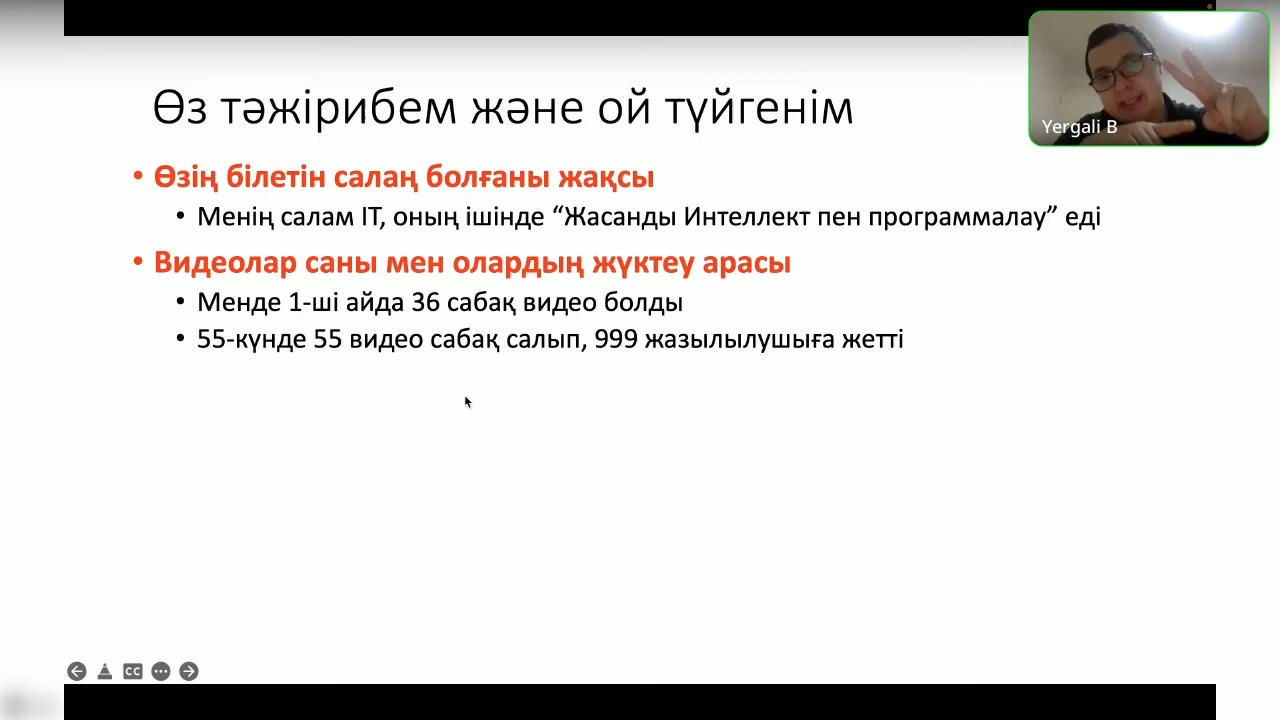 Өз тәжірибем және ой түйгенім
Yergali B
• Өзің білетін салаң болғаны жақсы
• Менің салам IT, оның ішінде “Жасанды Интеллект пен программалау” еді
• Видеолар саны мен олардың жүктеу арасы
• Менде 1-ші айда 36 сабақ видео болды
• 55-күнде 55 видео сабақ салып, 999 жазылылушыға жетті
CC